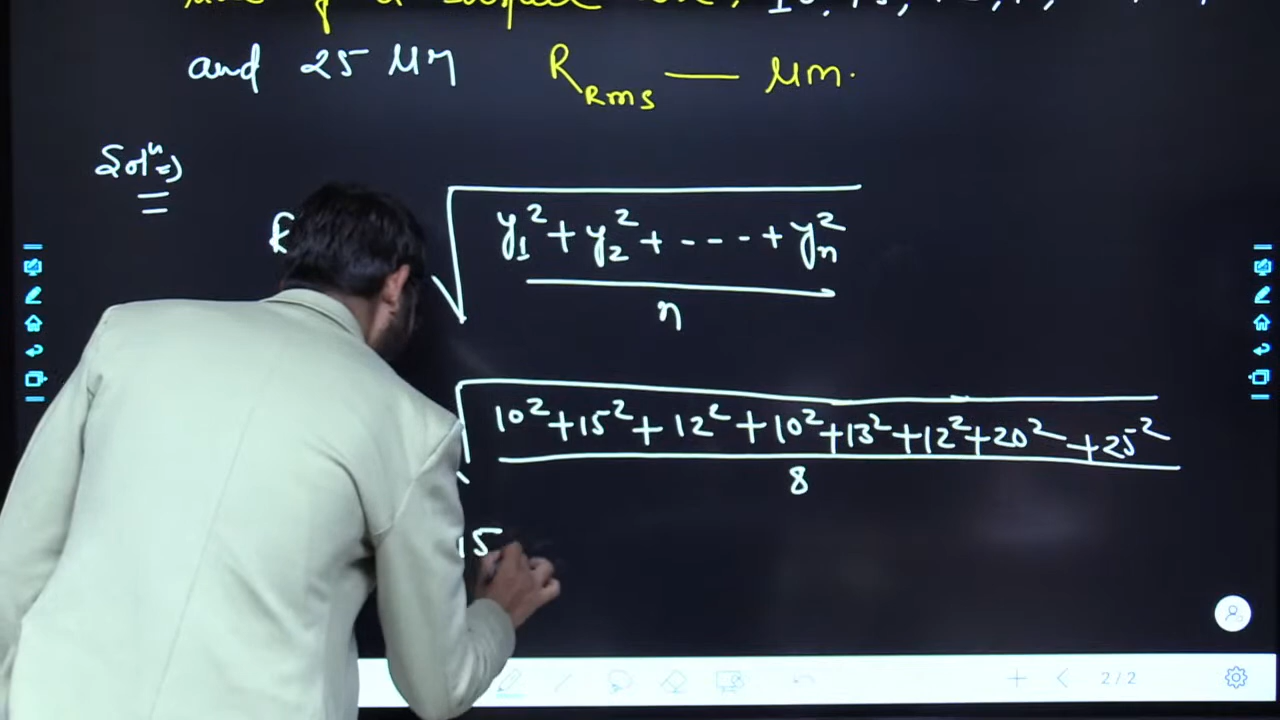 and 25 μm R_RMS — μm.
Solⁿ ⇒
√((y₁² + y₂² + ---- + yₙ²) / n)
√((10² + 15² + 12² + 10² + 13² + 12² + 20² + 25²) / 8)
15
2/2